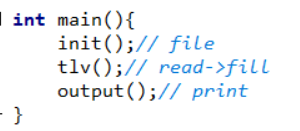 int main(){
    init();// file
    tlv();// read->fill
    output();// print
}